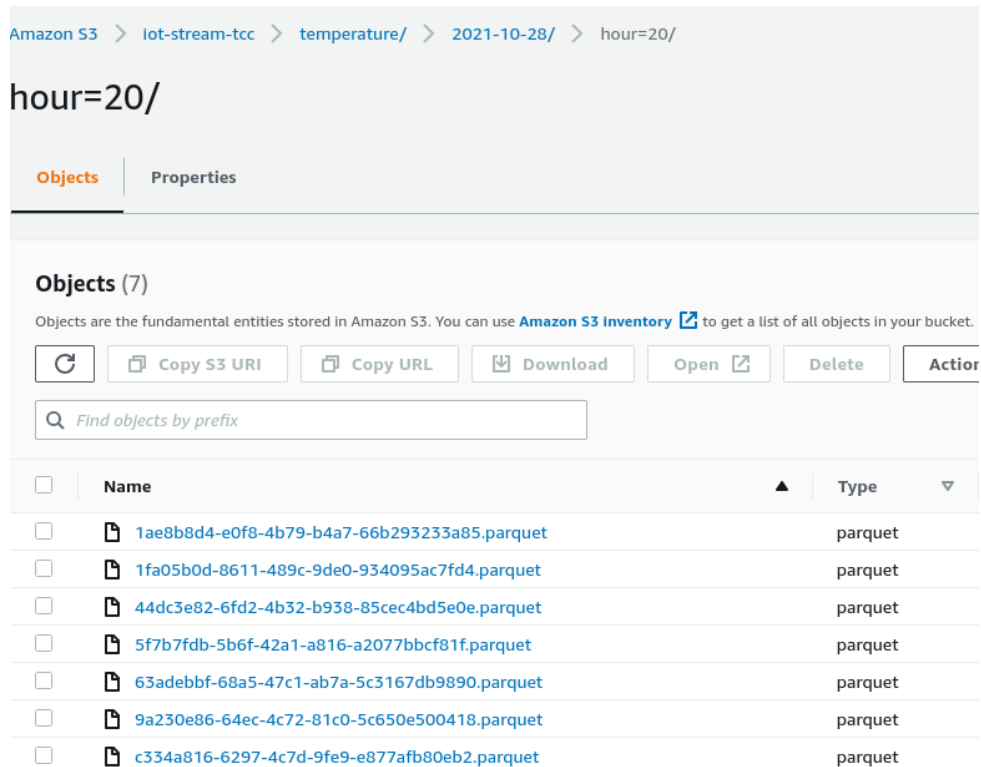 Amazon S3 > iot-stream-tcc > temperature/ > 2021-10-28/ > hour=20/
hour=20/
Objects Properties
Objects (7)
Objects are the fundamental entities stored in Amazon S3. You can use Amazon S3 inventory to get a list of all objects in your bucket.
Copy S3 URI Copy URL Download Open Delete Action
Find objects by prefix
Name Type
1ae8b8d4-e0f8-4b79-b4a7-66b293233a85.parquet parquet
1fa05b0d-8611-489c-9de0-934095ac7fd4.parquet parquet
44dc3e82-6fd2-4b32-b938-85cec4bd5e0e.parquet parquet
5f7b7fdb-5b6f-42a1-a816-a2077bbcf81f.parquet parquet
63adebbf-68a5-47c1-ab7a-5c3167db9890.parquet parquet
9a230e86-64ec-4c72-81c0-5c650e500418.parquet parquet
c334a816-6297-4c7d-9fe9-e877afb80eb2.parquet parquet